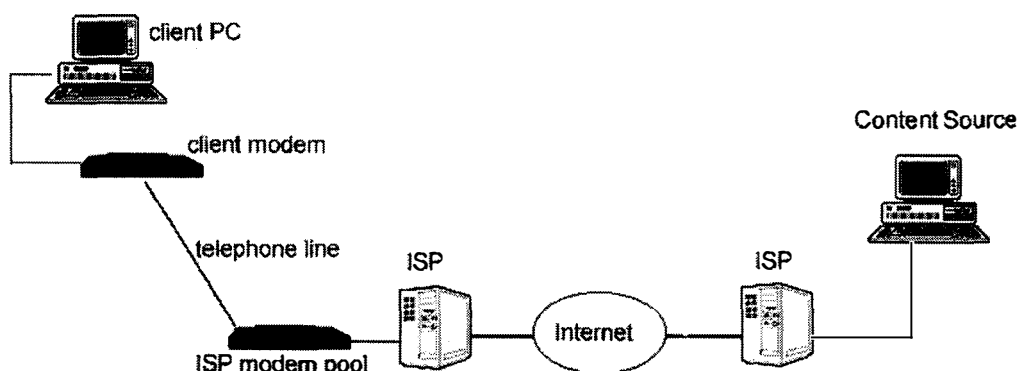 client PC
client modem
Content Source
telephone line
ISP
ISP
Internet
ISP modem pool